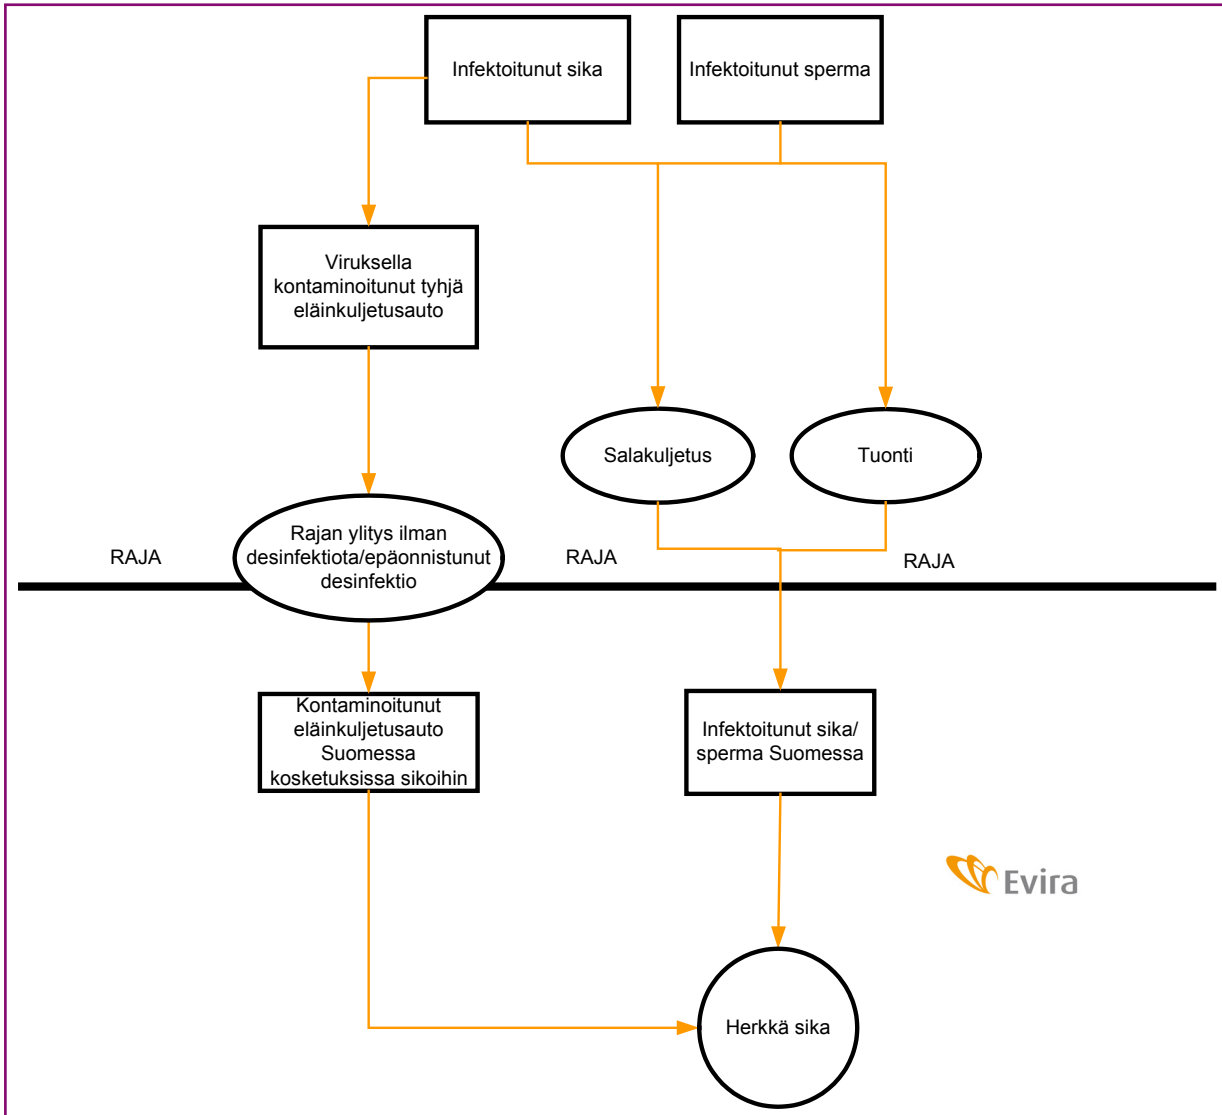 Infektoitunut sika
Infektoitunut sperma
Viruksella
kontaminoitunut tyhjä
eläinkuljetusauto
Salakuljetus
Tuonti
Rajan ylitys ilman
desinfektiota/epäonnistunut
desinfektio
RAJA
RAJA
RAJA
Kontaminoitunut
eläinkuljetusauto
Suomessa
kosketuksissa sikoihin
Infektoitunut sika/
sperma Suomessa
Evira
Herkkä sika